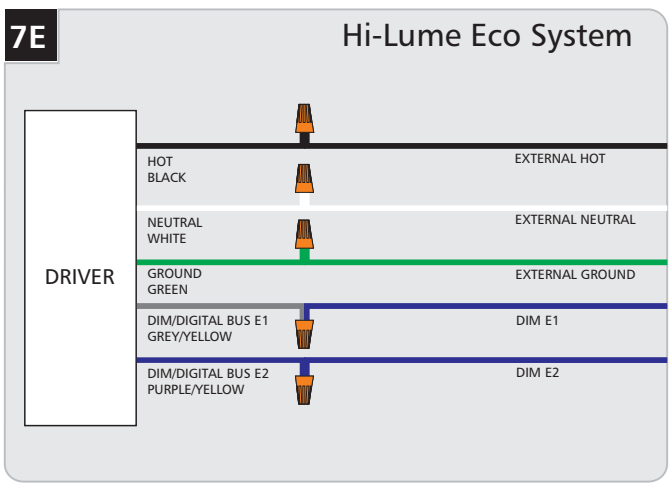 7E
Hi-Lume Eco System
HOT
BLACK
EXTERNAL HOT
NEUTRAL
WHITE
EXTERNAL NEUTRAL
DRIVER
GROUND
GREEN
EXTERNAL GROUND
DIM/DIGITAL BUS E1
GREY/YELLOW
DIM E1
DIM/DIGITAL BUS E2
PURPLE/YELLOW
DIM E2